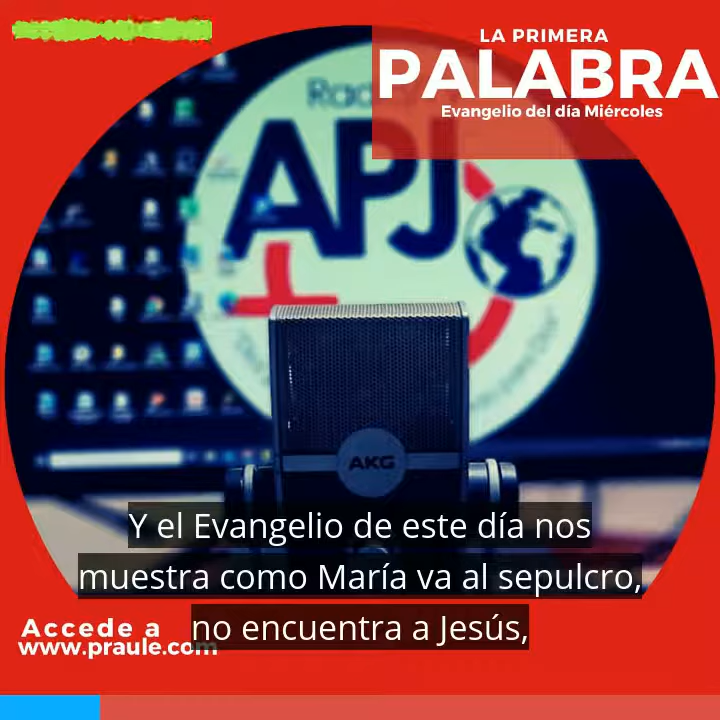 LA PRIMERA
PALABRA
Evangelio del día Miércoles
APJ
AKG
Y el Evangelio de este día nos
muestra como María va al sepulcro,
no encuentra a Jesús,
Accede a
www.praule.com